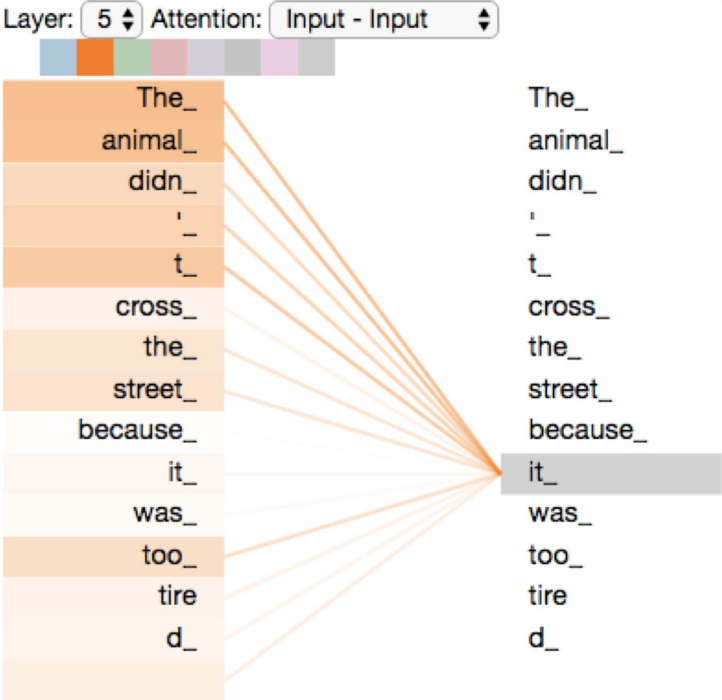 Layer: 5 Attention: Input - Input
The_ The_
animal_ animal_
didn_ didn_
'_ '_
t_ t_
cross_ cross_
the_ the_
street_ street_
because_ because_
it_ it_
was_ was_
too_ too_
tire tire
d_ d_